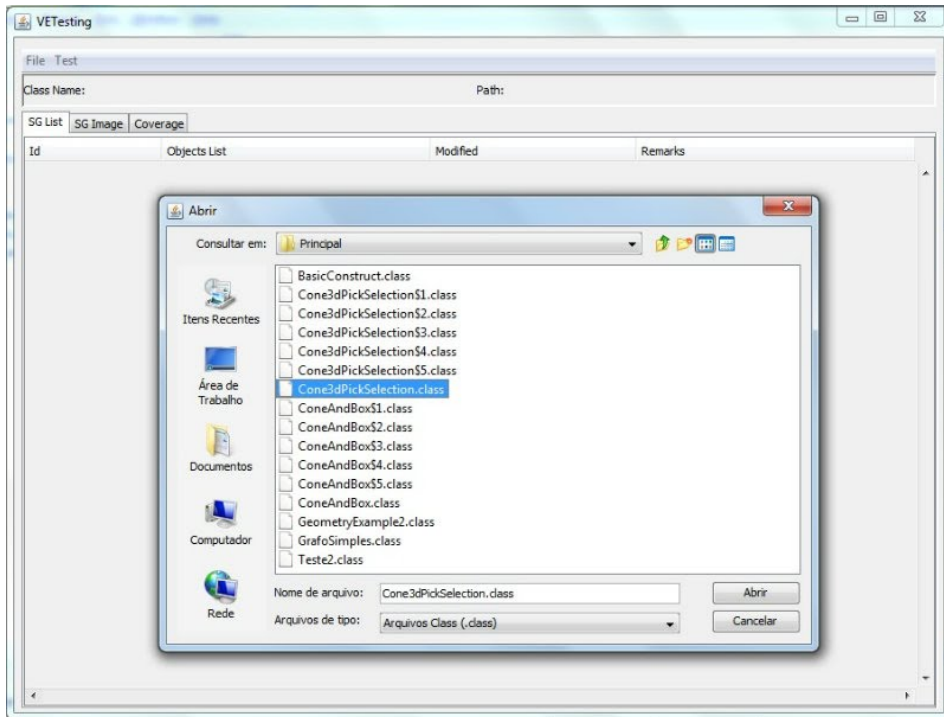 VETesting
File Test
Class Name: Path:
SG List SG Image Coverage
Id Objects List Modified Remarks
Abrir
Consultar em: Principal
Itens Recentes
Área de
Trabalho
Documentos
Computador
Rede
BasicConstruct.class
Cone3dPickSelection$1.class
Cone3dPickSelection$2.class
Cone3dPickSelection$3.class
Cone3dPickSelection$4.class
Cone3dPickSelection$5.class
Cone3dPickSelection.class
ConeAndBox$1.class
ConeAndBox$2.class
ConeAndBox$3.class
ConeAndBox$4.class
ConeAndBox$5.class
ConeAndBox.class
GeometryExample2.class
GrafoSimples.class
Teste2.class
Nome de arquivo: Cone3dPickSelection.class Abrir
Arquivos de tipo: Arquivos Class (.class) Cancelar